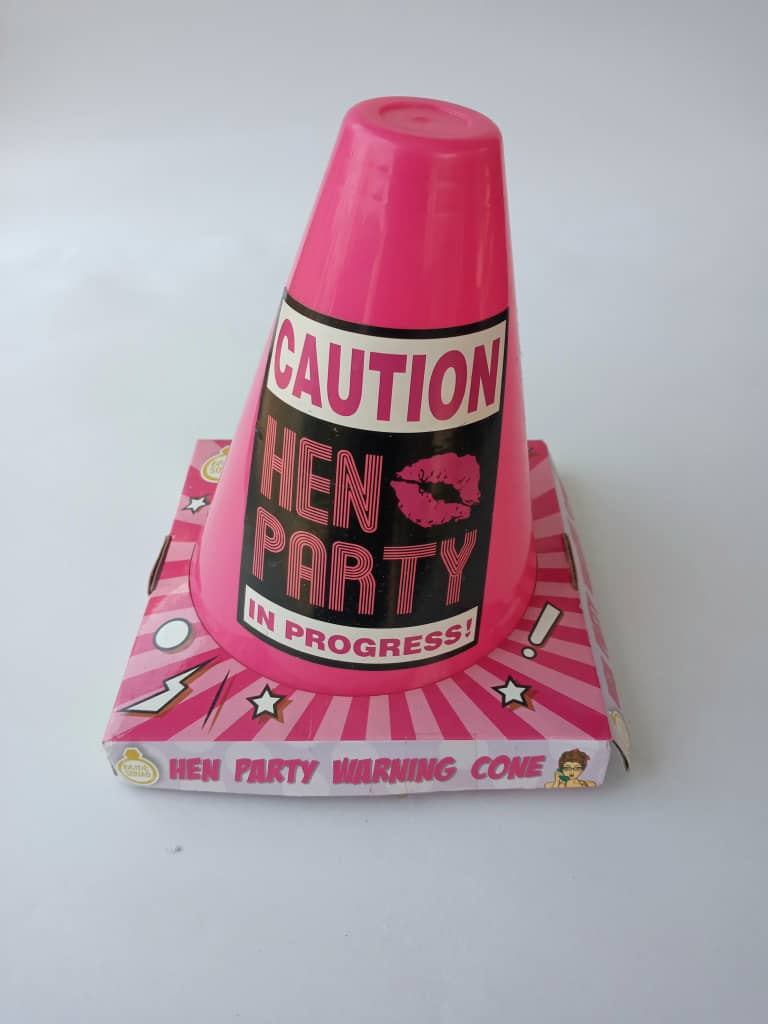 CAUTION
HEN
PARTY
IN PROGRESS!
HEN PARTY WARNING CONE